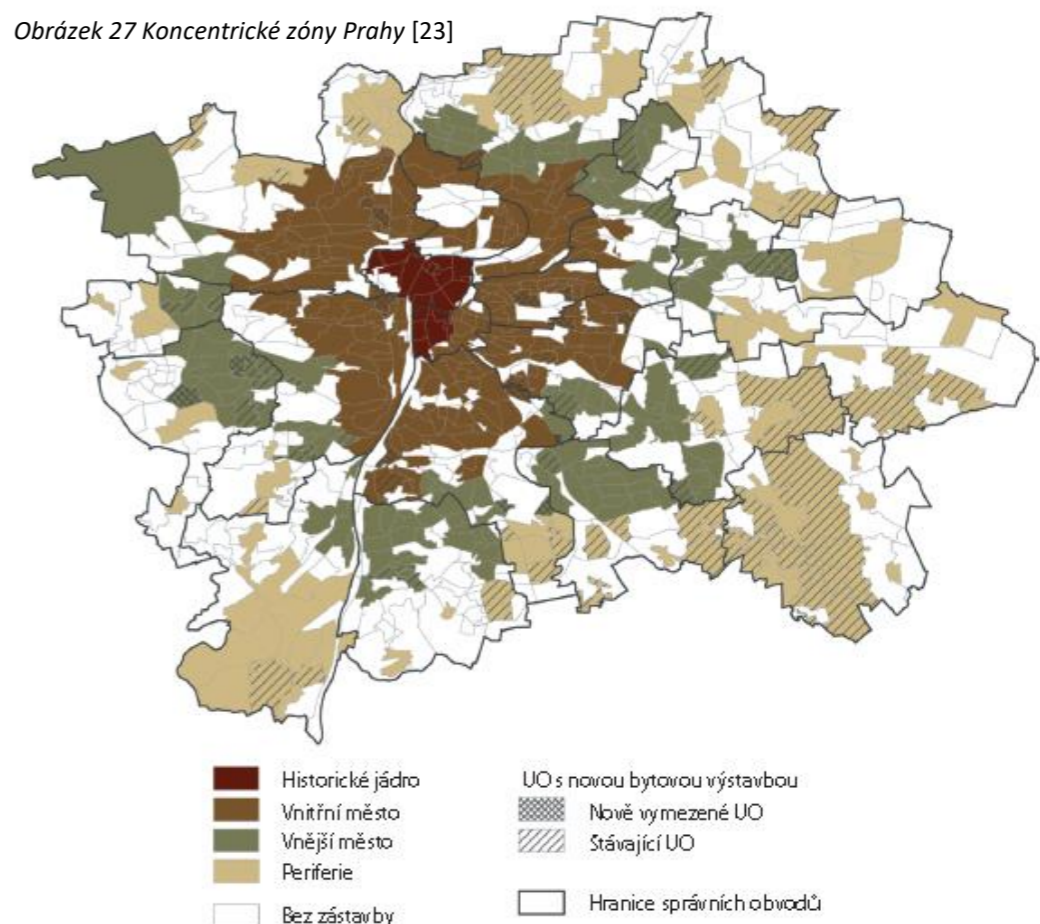 Obrázek 27 Koncentrické zóny Prahy [23]
Historické jádro
Vnitřní město
Vnější město
Periferie
Bez zástavby
UO s novou bytovou výstavbou
Nově vymezené UO
Stávající UO
Hranice správních obvodů